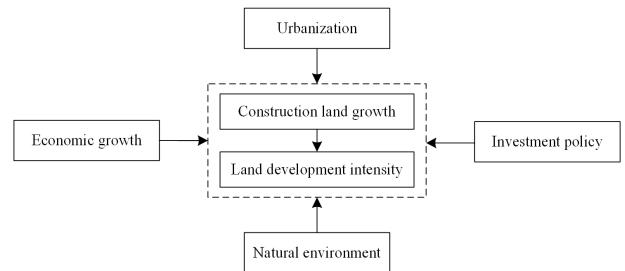 Urbanization
Construction land growth
Economic growth
Investment policy
Land development intensity
Natural environment